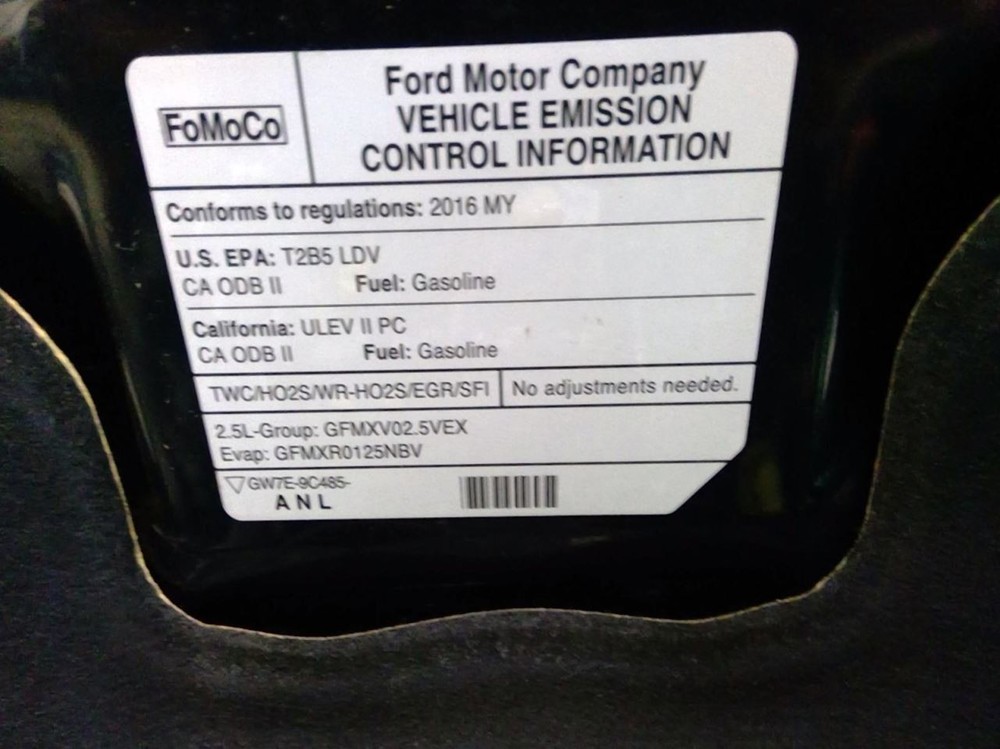 FoMoCo
Ford Motor Company
VEHICLE EMISSION
CONTROL INFORMATION
Conforms to regulations: 2016 MY
U.S. EPA: T2B5 LDV
CA ODB II Fuel: Gasoline
California: ULEV II PC
CA ODB II Fuel: Gasoline
TWC/HO2S/WR-HO2S/EGR/SFI No adjustments needed.
2.5L-Group: GFMXV02.5VEX
Evap: GFMXR0125NBV
GW7E-9C485-
A N L